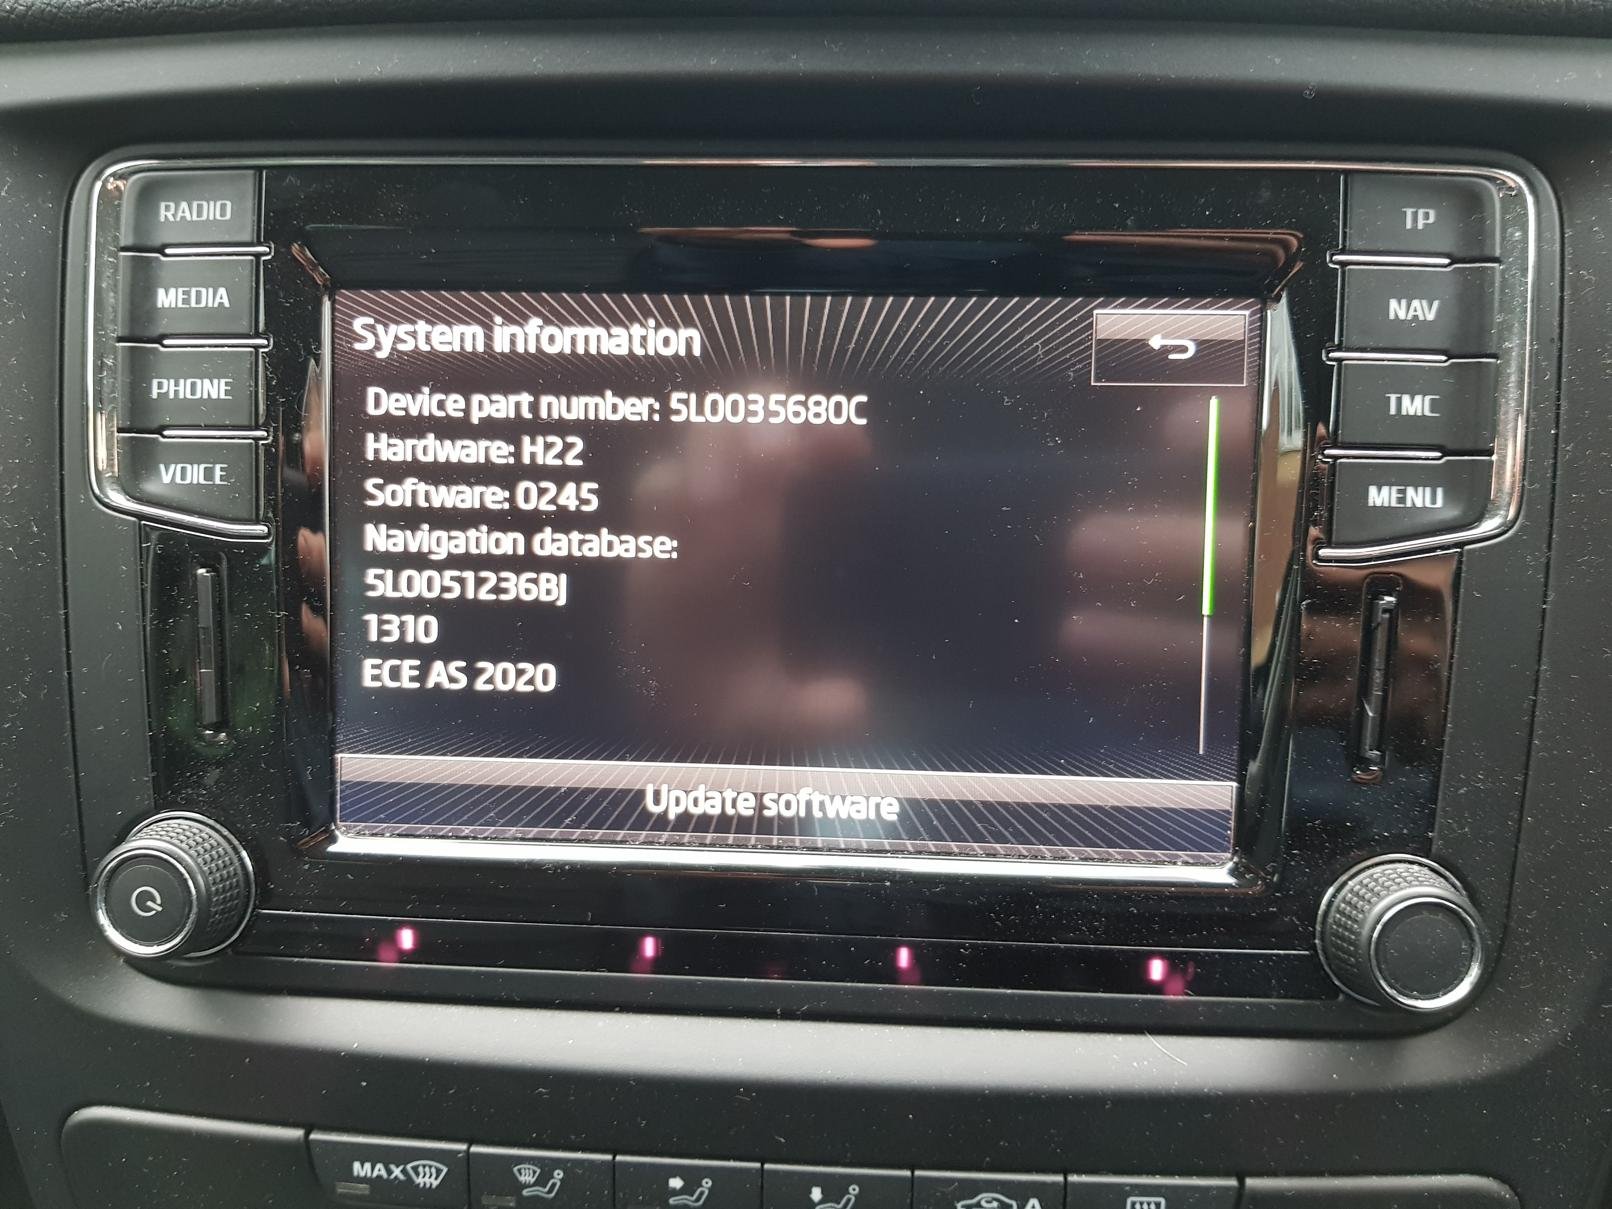 RADIO
MEDIA
PHONE
VOICE
System information
Device part number: 5L0035680C
Hardware: H22
Software: 0245
Navigation database:
5L0051236BJ
1310
ECE AS 2020
Update software
TP
NAV
TMC
MENU
MAX
A